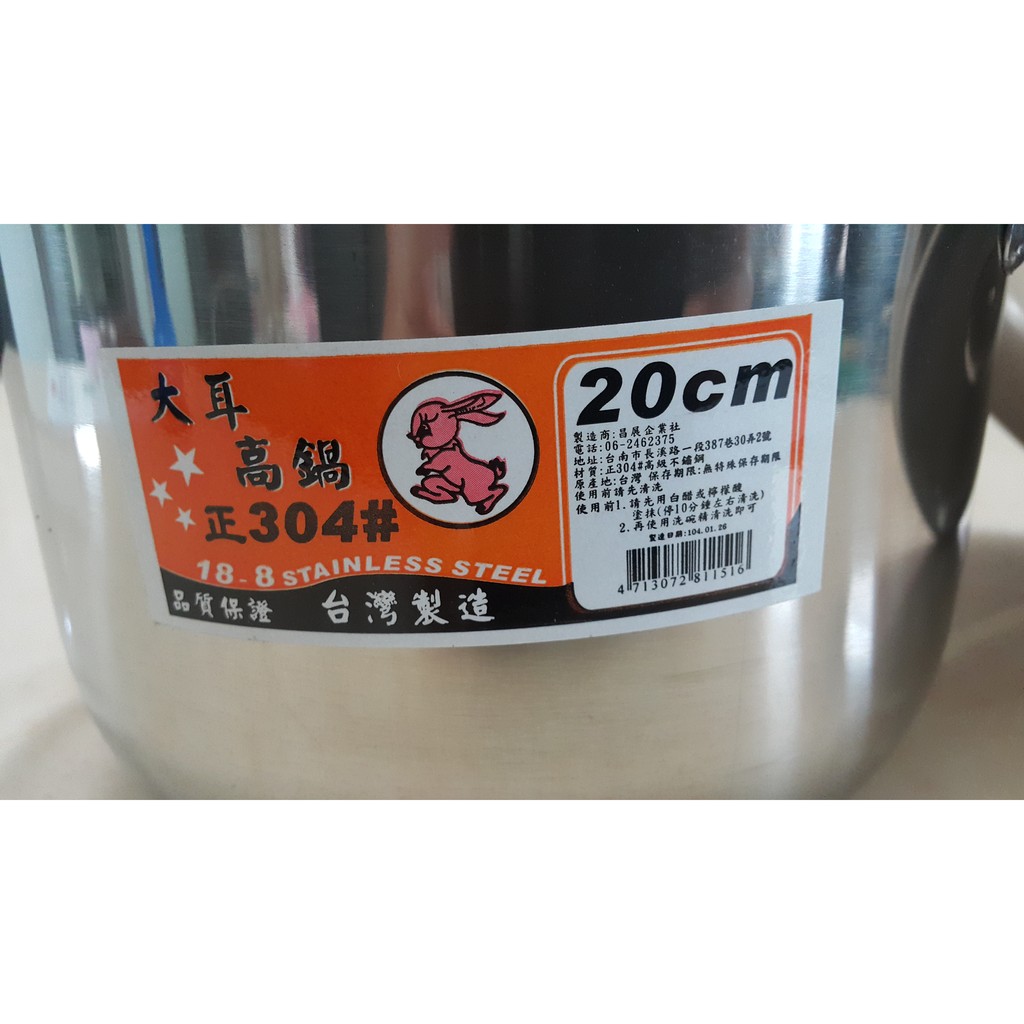 大耳
高鍋
正304#
18-8 STAINLESS STEEL
品質保證 台灣製造
20cm
製造商:昌展企業社
電話:06-2462375
地址:台南市長溪路一段387巷30弄2號
材質:正304#高級不鏽鋼
原產地:台灣 保存期限:無特殊保存期限
使用前請先清洗
使用前1.請先用白醋或檸檬酸
塗抹(停10分鐘左右清洗)
2.再使用洗碗精清洗即可
製造日期:104.01.26
4 713072 811516